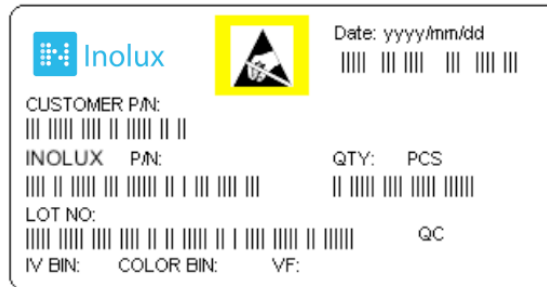 Inolux
Date: yyyy/mm/dd
CUSTOMER P/N:
INOLUX P/N: QTY: PCS
LOT NO:
QC
IV BIN: COLOR BIN: VF: